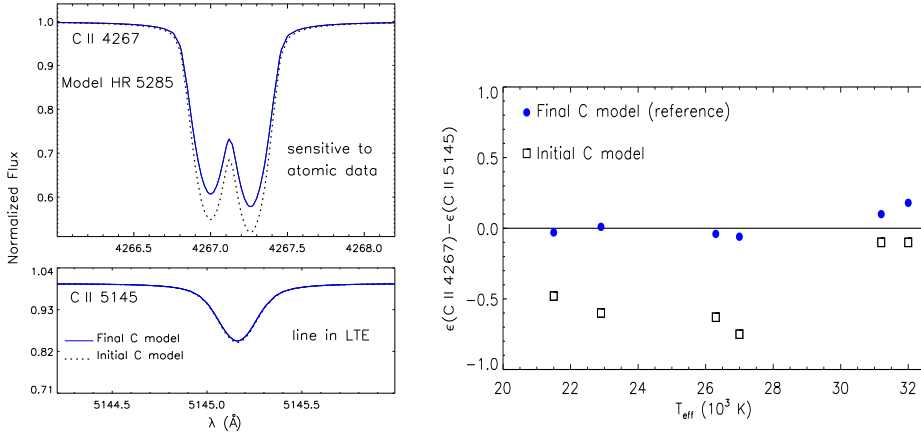 1.0
0.9
0.8
0.7
0.6
Normalized Flux
C II 4267
Model HR 5285
sensitive to
atomic data
4266.5
4267.0
4267.5
4268.0
4268.2
1.04
0.93
0.82
0.71
C II 5145
Final C model
Initial C model
line in LTE
5144.5
5145.0
5145.5
λ (Å)
1.0
0.5
0.0
−0.5
−1.0
ϵ(C II 4267)−ϵ(C II 5145)
Final C model (reference)
Initial C model
20
22
24
26
28
30
32
Teff (10³ K)